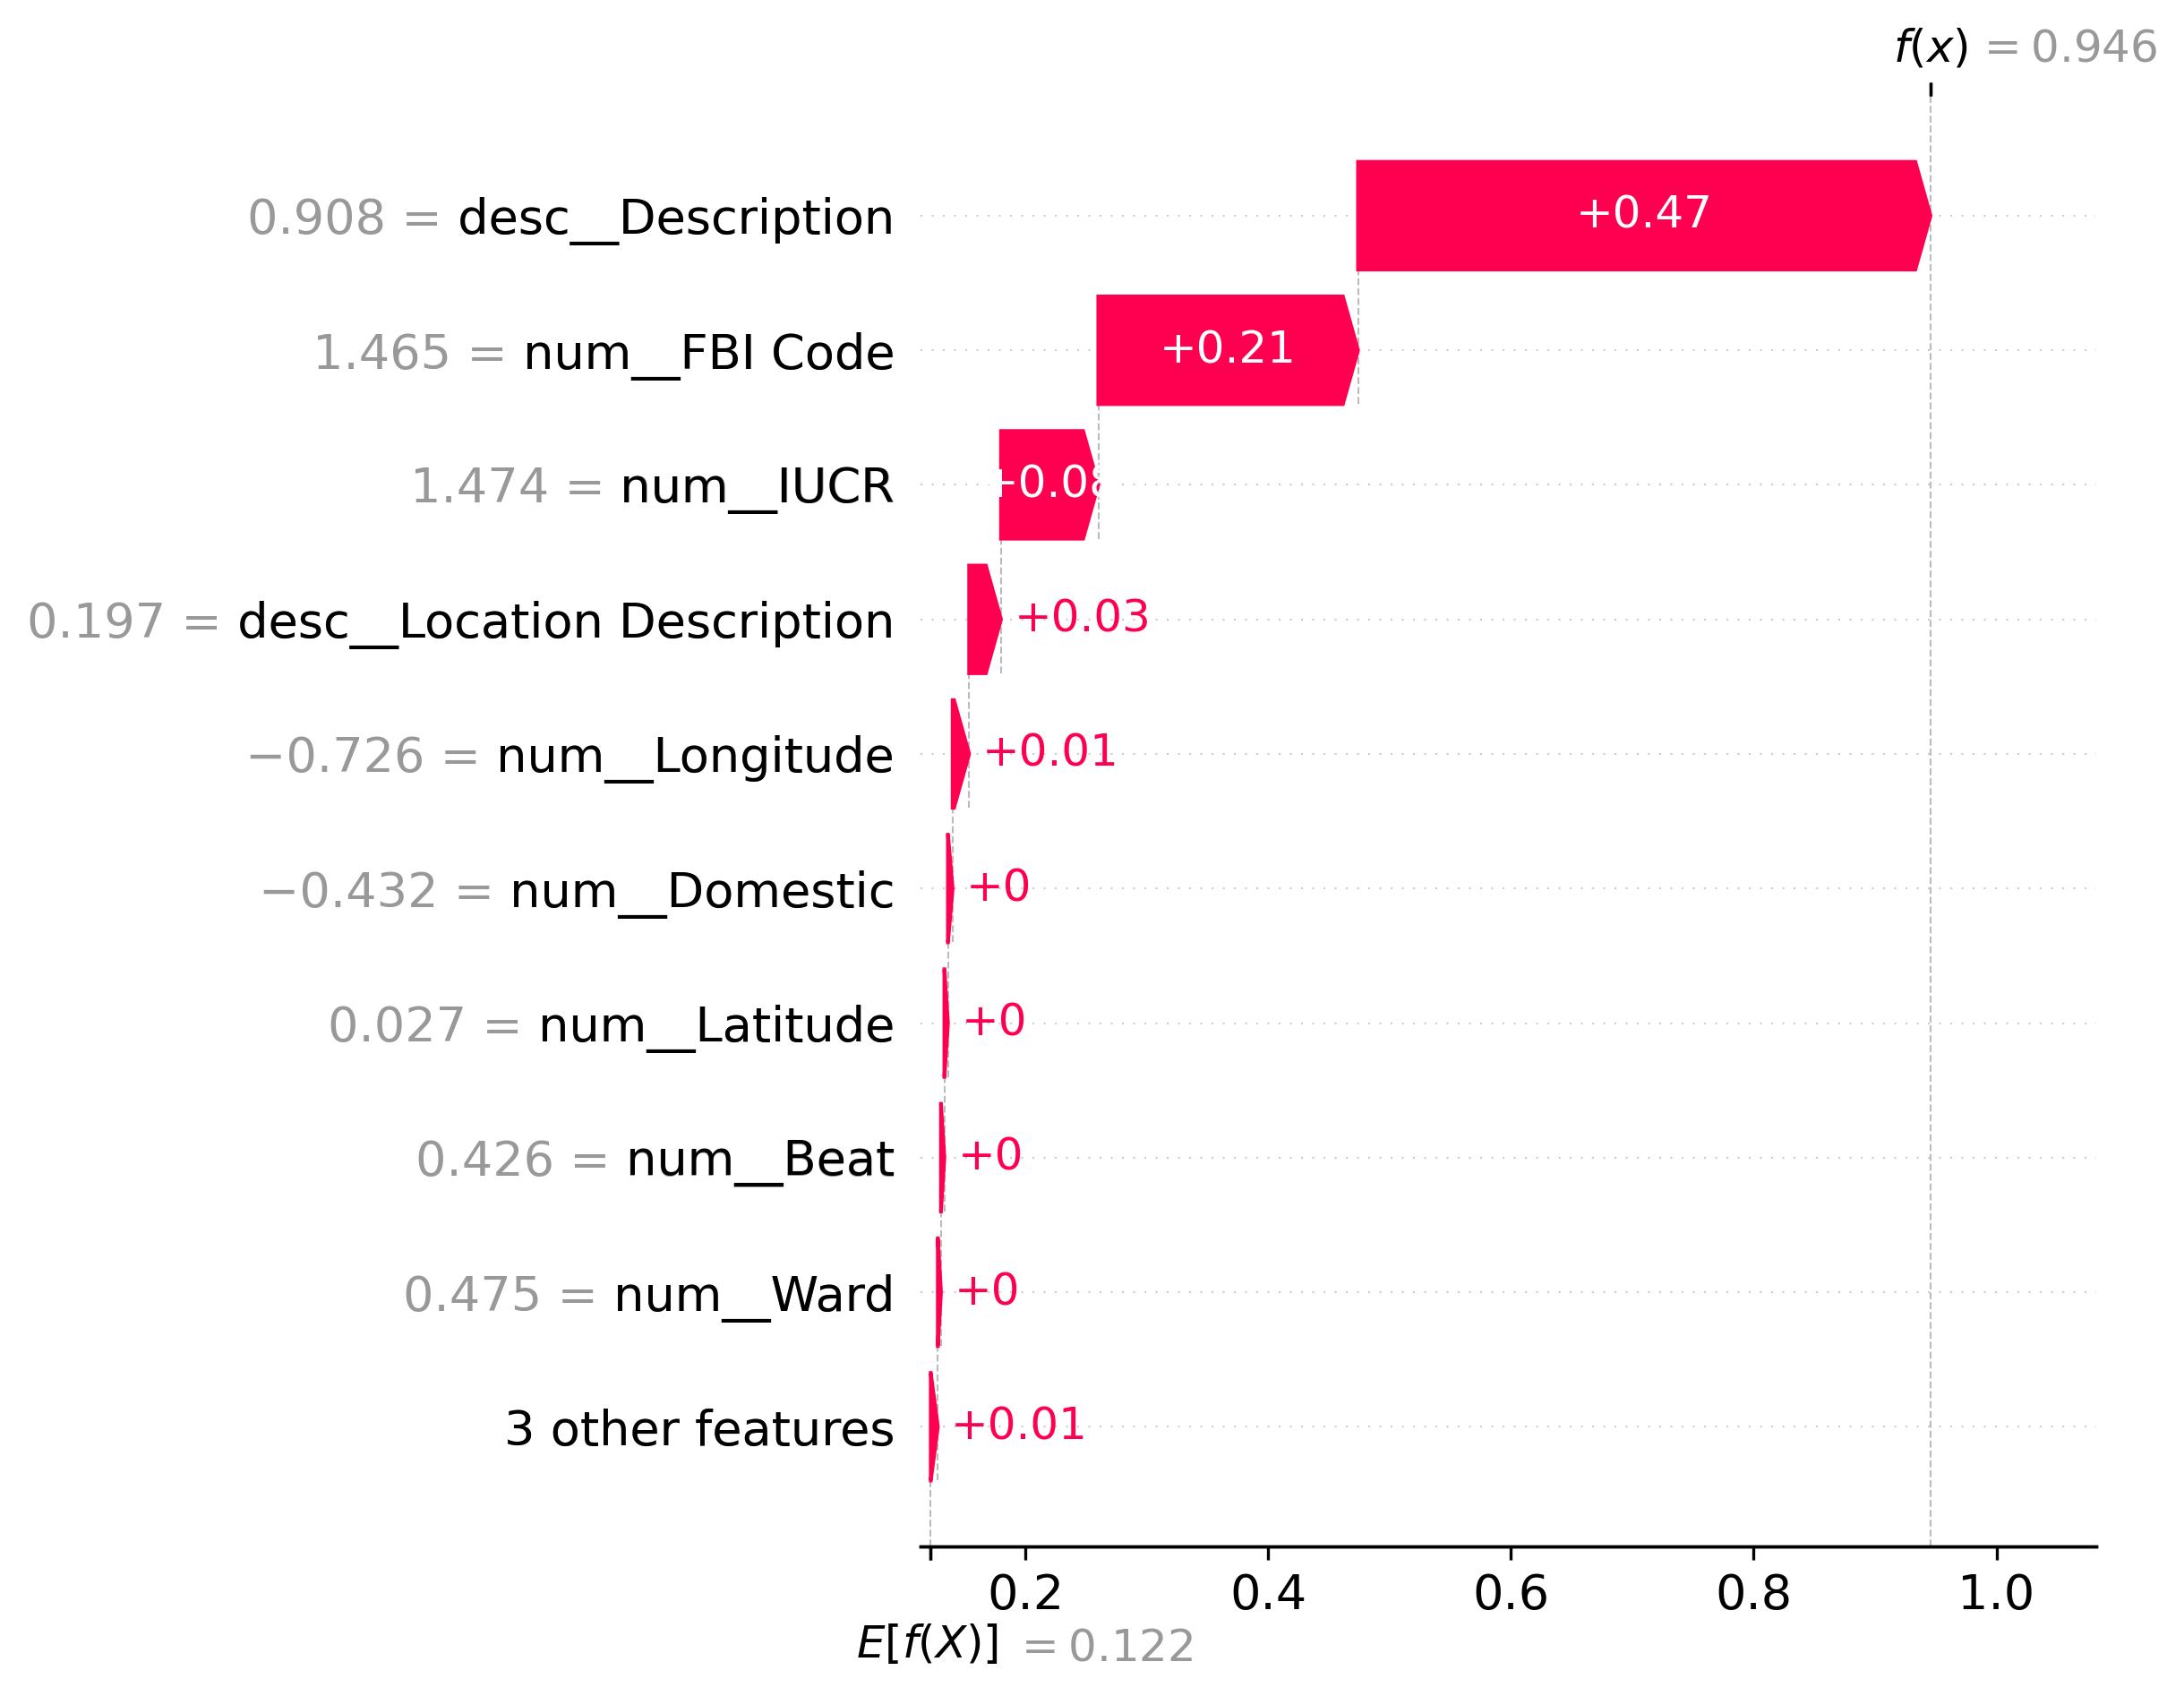 f(x) = 0.946
0.908 = desc__Description +0.47
1.465 = num__FBI Code +0.21
1.474 = num__IUCR +0.08
0.197 = desc__Location Description +0.03
−0.726 = num__Longitude +0.01
−0.432 = num__Domestic +0
0.027 = num__Latitude +0
0.426 = num__Beat +0
0.475 = num__Ward +0
3 other features +0.01
0.2 0.4 0.6 0.8 1.0
E[f(X)] = 0.122